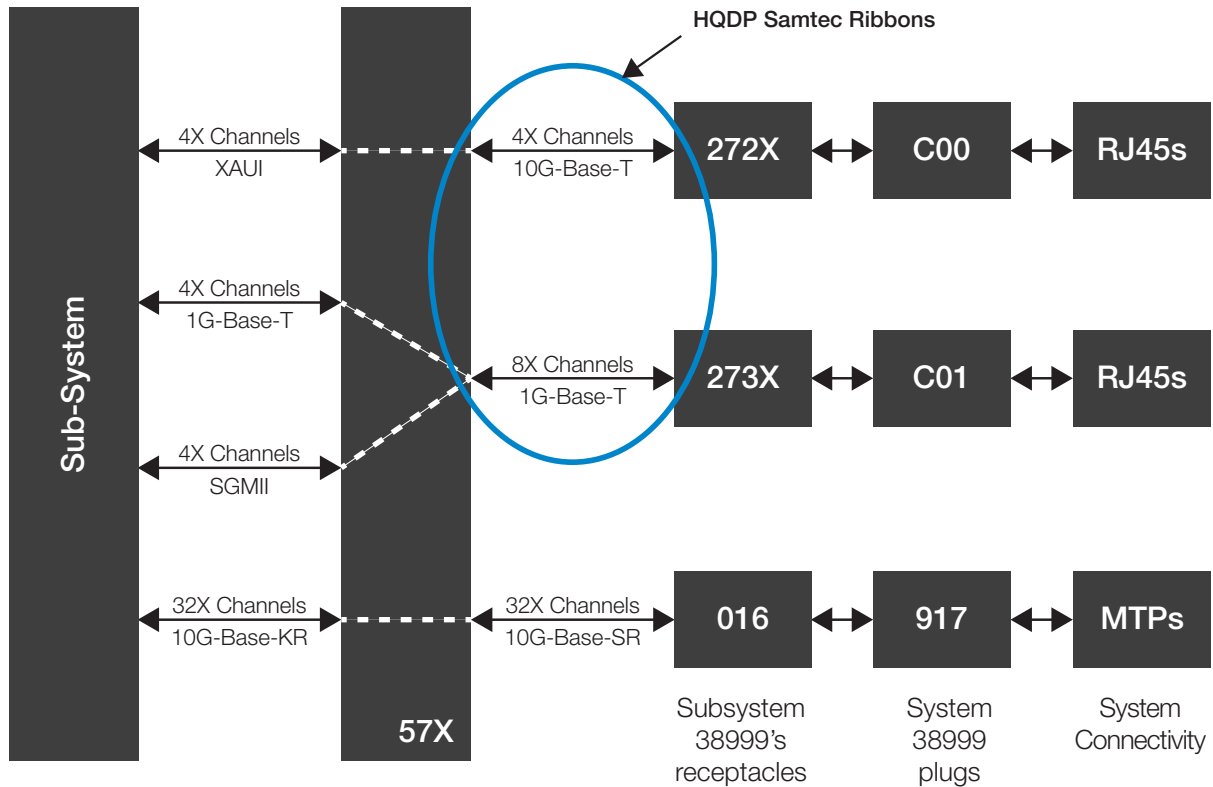 HQDP Samtec Ribbons
Sub-System
4X Channels
XAUI
4X Channels
10G-Base-T
272X
C00
RJ45s
4X Channels
1G-Base-T
8X Channels
1G-Base-T
273X
C01
RJ45s
4X Channels
SGMII
32X Channels
10G-Base-KR
32X Channels
10G-Base-SR
016
917
MTPs
57X
Subsystem
38999's
receptacles
System
38999
plugs
System
Connectivity